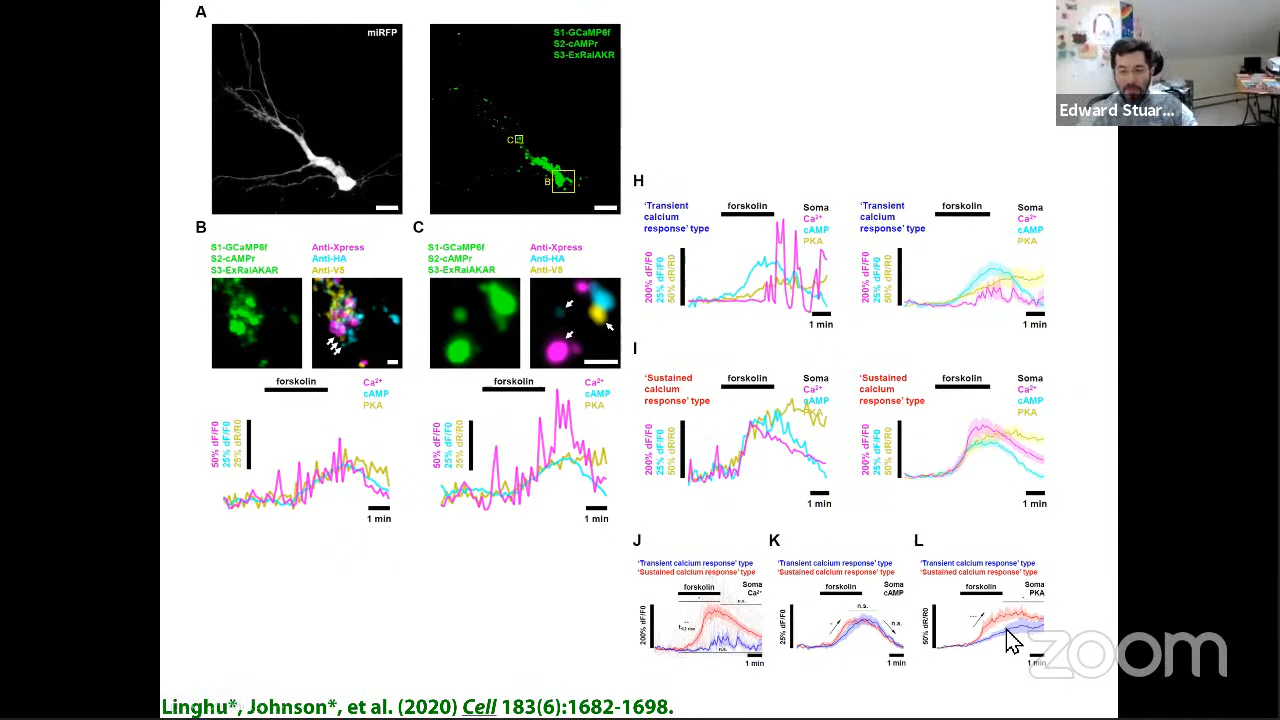 A
miRFP
S1-GCaMP6f
S2-cAMPr
S3-ExRaiAKR
C
B
Edward Stuar...
B
S1-GCaMP6f
S2-cAMPr
S3-ExRaiAKAR
Anti-Xpress
Anti-HA
Anti-V5
forskolin
Ca²⁺
cAMP
PKA
50% dF/F0
25% dF/F0
25% dR/R0
1 min
C
S1-GCaMP6f
S2-cAMPr
S3-ExRaiAKAR
Anti-Xpress
Anti-HA
Anti-V5
forskolin
Ca²⁺
cAMP
PKA
50% dF/F0
25% dF/F0
25% dR/R0
1 min
H
'Transient
calcium
response' type
forskolin
Soma
Ca²⁺
cAMP
PKA
200% dF/F0
25% dF/F0
50% dR/R0
1 min
'Transient
calcium
response' type
forskolin
Soma
Ca²⁺
cAMP
PKA
200% dF/F0
25% dF/F0
50% dR/R0
1 min
I
'Sustained
calcium
response' type
forskolin
Soma
Ca²⁺
cAMP
PKA
200% dF/F0
25% dF/F0
50% dR/R0
1 min
'Sustained
calcium
response' type
forskolin
Soma
Ca²⁺
cAMP
PKA
200% dF/F0
25% dF/F0
50% dR/R0
1 min
J
'Transient calcium response' type
'Sustained calcium response' type
forskolin
Soma
Ca²⁺
n.s.
200% dF/F0
n.s.
1 min
K
'Transient calcium response' type
'Sustained calcium response' type
forskolin
Soma
cAMP
n.s.
n.s.
25% dF/F0
1 min
L
'Transient calcium response' type
'Sustained calcium response' type
forskolin
Soma
PKA
50% dR/R0
1 min
zoom
Linghu*, Johnson*, et al. (2020) Cell 183(6):1682-1698.